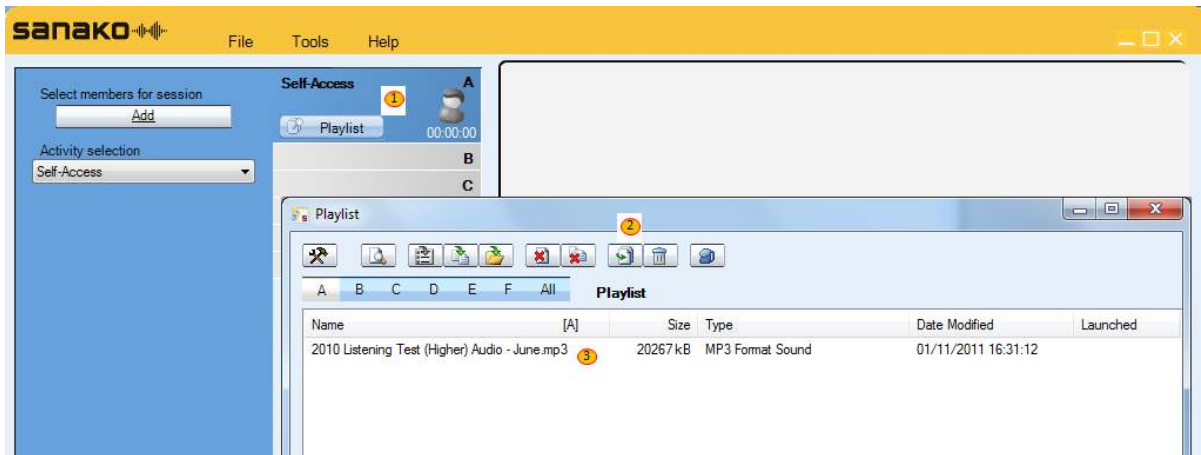 sanako
File Tools Help
Select members for session
Add
Activity selection
Self-Access
Self-Access A
1
Playlist
00:00:00
B
C
Playlist
2
A B C D E F All Playlist
Name [A] Size Type Date Modified Launched
2010 Listening Test (Higher) Audio - June.mp3 3 20267 kB MP3 Format Sound 01/11/2011 16:31:12